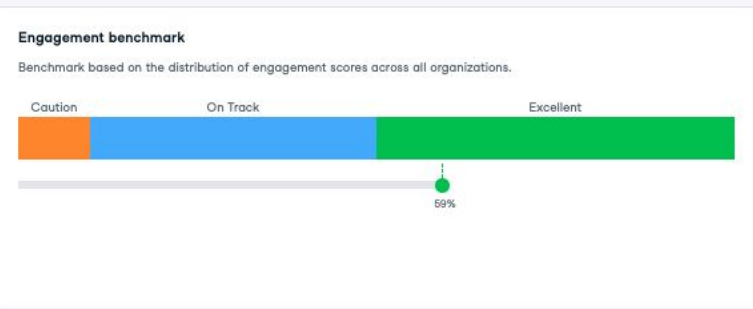 Engagement benchmark
Benchmark based on the distribution of engagement scores across all organizations.
Caution On Track Excellent
59%